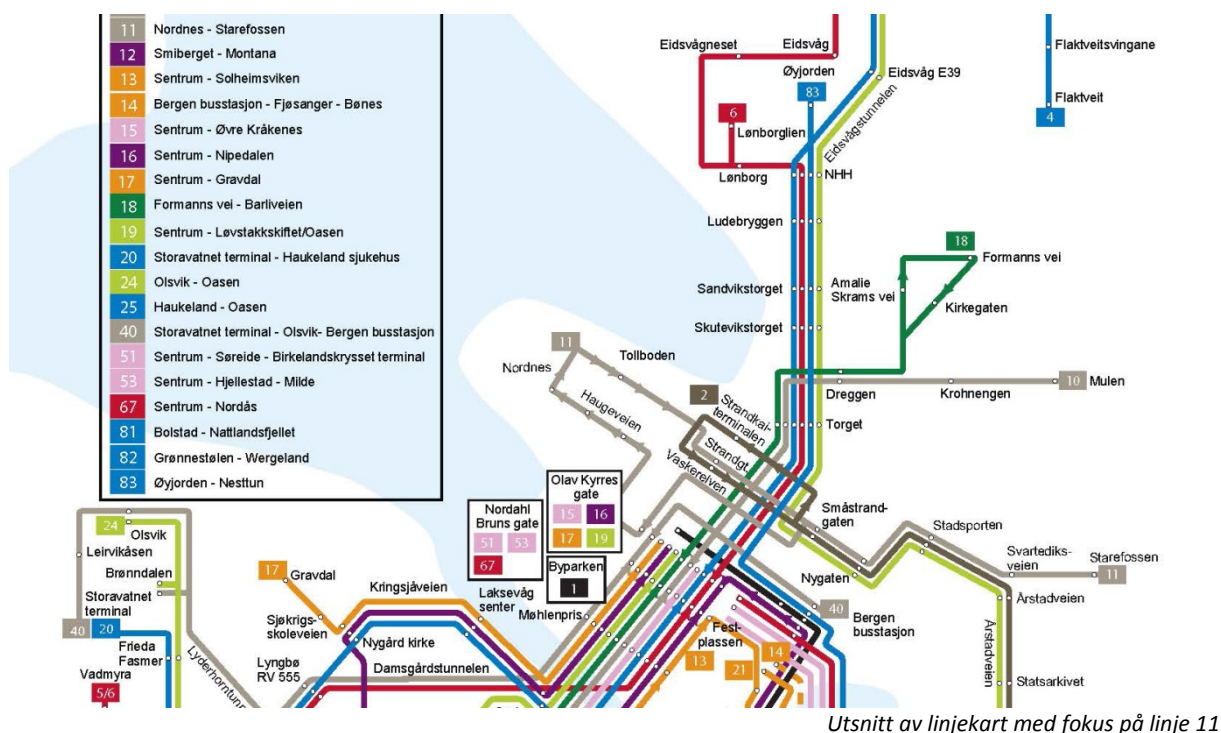 11 Nordnes - Starefossen
12 Smiberget - Montana
13 Sentrum - Solheimsviken
14 Bergen busstasjon - Fjøsanger - Bønes
15 Sentrum - Øvre Kråkenes
16 Sentrum - Nipedalen
17 Sentrum - Gravdal
18 Formanns vei - Barliveien
19 Sentrum - Løvstakkskiftet/Oasen
20 Storavatnet terminal - Haukeland sjukehus
24 Olsvik - Oasen
25 Haukeland - Oasen
40 Storavatnet terminal - Olsvik- Bergen busstasjon
51 Sentrum - Søreide - Birkelandskrysset terminal
53 Sentrum - Hjellestad - Milde
67 Sentrum - Nordås
81 Bolstad - Nattlandsfjellet
82 Grønnestølen - Wergeland
83 Øyjorden - Nesttun
Eidsvågneset
Eidsvåg
Øyjorden
83
Eidsvåg E39
Eidsvågstunnelen
Flaktveitsvingane
Flaktveit
4
6
Lønborglien
Lønborg
NHH
Ludebryggen
18
Formanns vei
Sandvikstorget
Amalie
Skrams vei
Kirkegaten
Skutevikstorget
11
Tollboden
Nordnes
Haugeveien
2
Strandkai-
terminalen
Dreggen
Krohnengen
10
Mulen
Torget
Strandgt.
Vaskerelven
Olav Kyrres
gate
15 16
17 19
Nordahl
Bruns gate
51 53
67
Byparken
1
Småstrand-
gaten
Stadsporten
Svartediks-
veien
Starefossen
11
Nygaten
Årstadveien
Årstadveien
Statsarkivet
24
Olsvik
Leirvikåsen
Brønndalen
Storavatnet
terminal
40 20
Frieda
Fasmer
Vadmyra
5/6
Lyderhorntunn
17
Gravdal
Kringsjåveien
Sjøkrigs-
skoleveien
Nygård kirke
Lyngbø
RV 555
Damsgårdstunnelen
Laksevåg
senter
Møhlenpris
Fest-
plassen
13
21
14
40
Bergen
busstasjon
Utsnitt av linjekart med fokus på linje 11